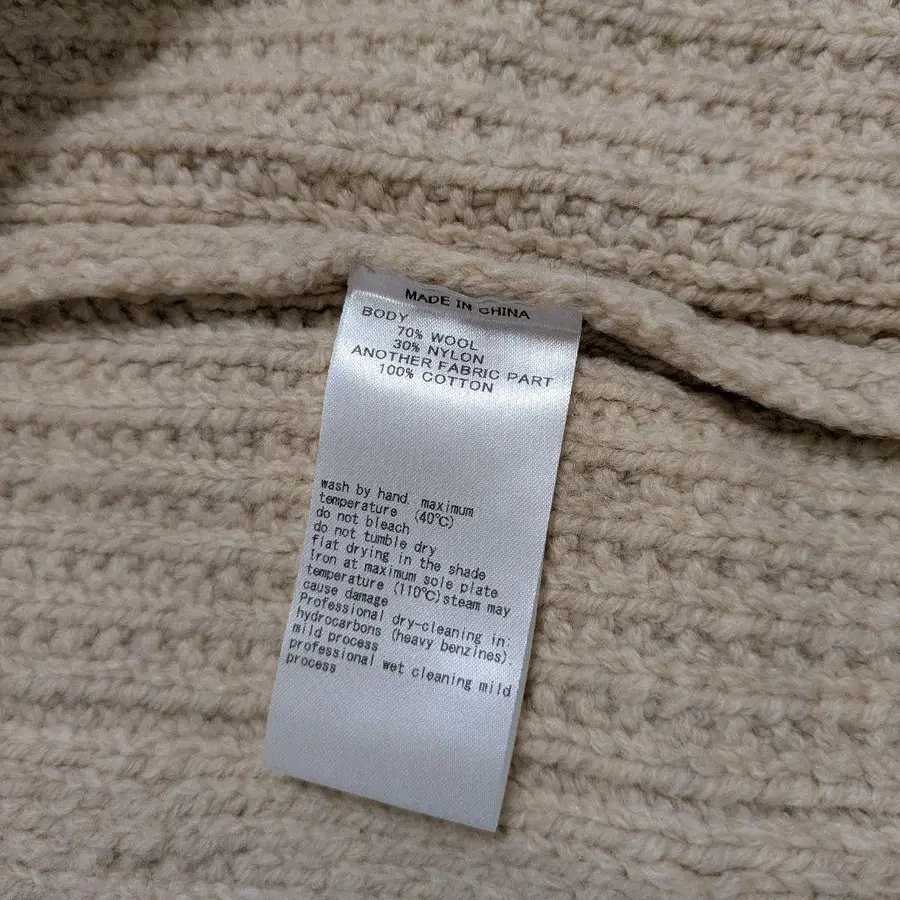 MADE IN CHINA
BODY
70% WOOL
30% NYLON
ANOTHER FABRIC PART
100% COTTON
wash by hand, maximum
temperature (40℃)
do not bleach
do not tumble dry
flat drying in the shade
Iron at maximum sole plate
temperature (110℃)steam may
cause damage
Professional dry-cleaning in:
hydrocarbons (heavy benzines).
mild process
professional wet cleaning mild
process